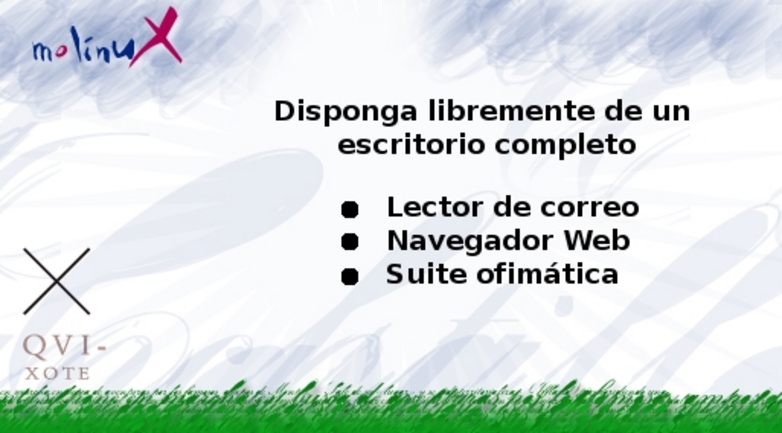 molinux
Disponga libremente de un
escritorio completo
● Lector de correo
● Navegador Web
● Suite ofimática
QVI-
XOTE